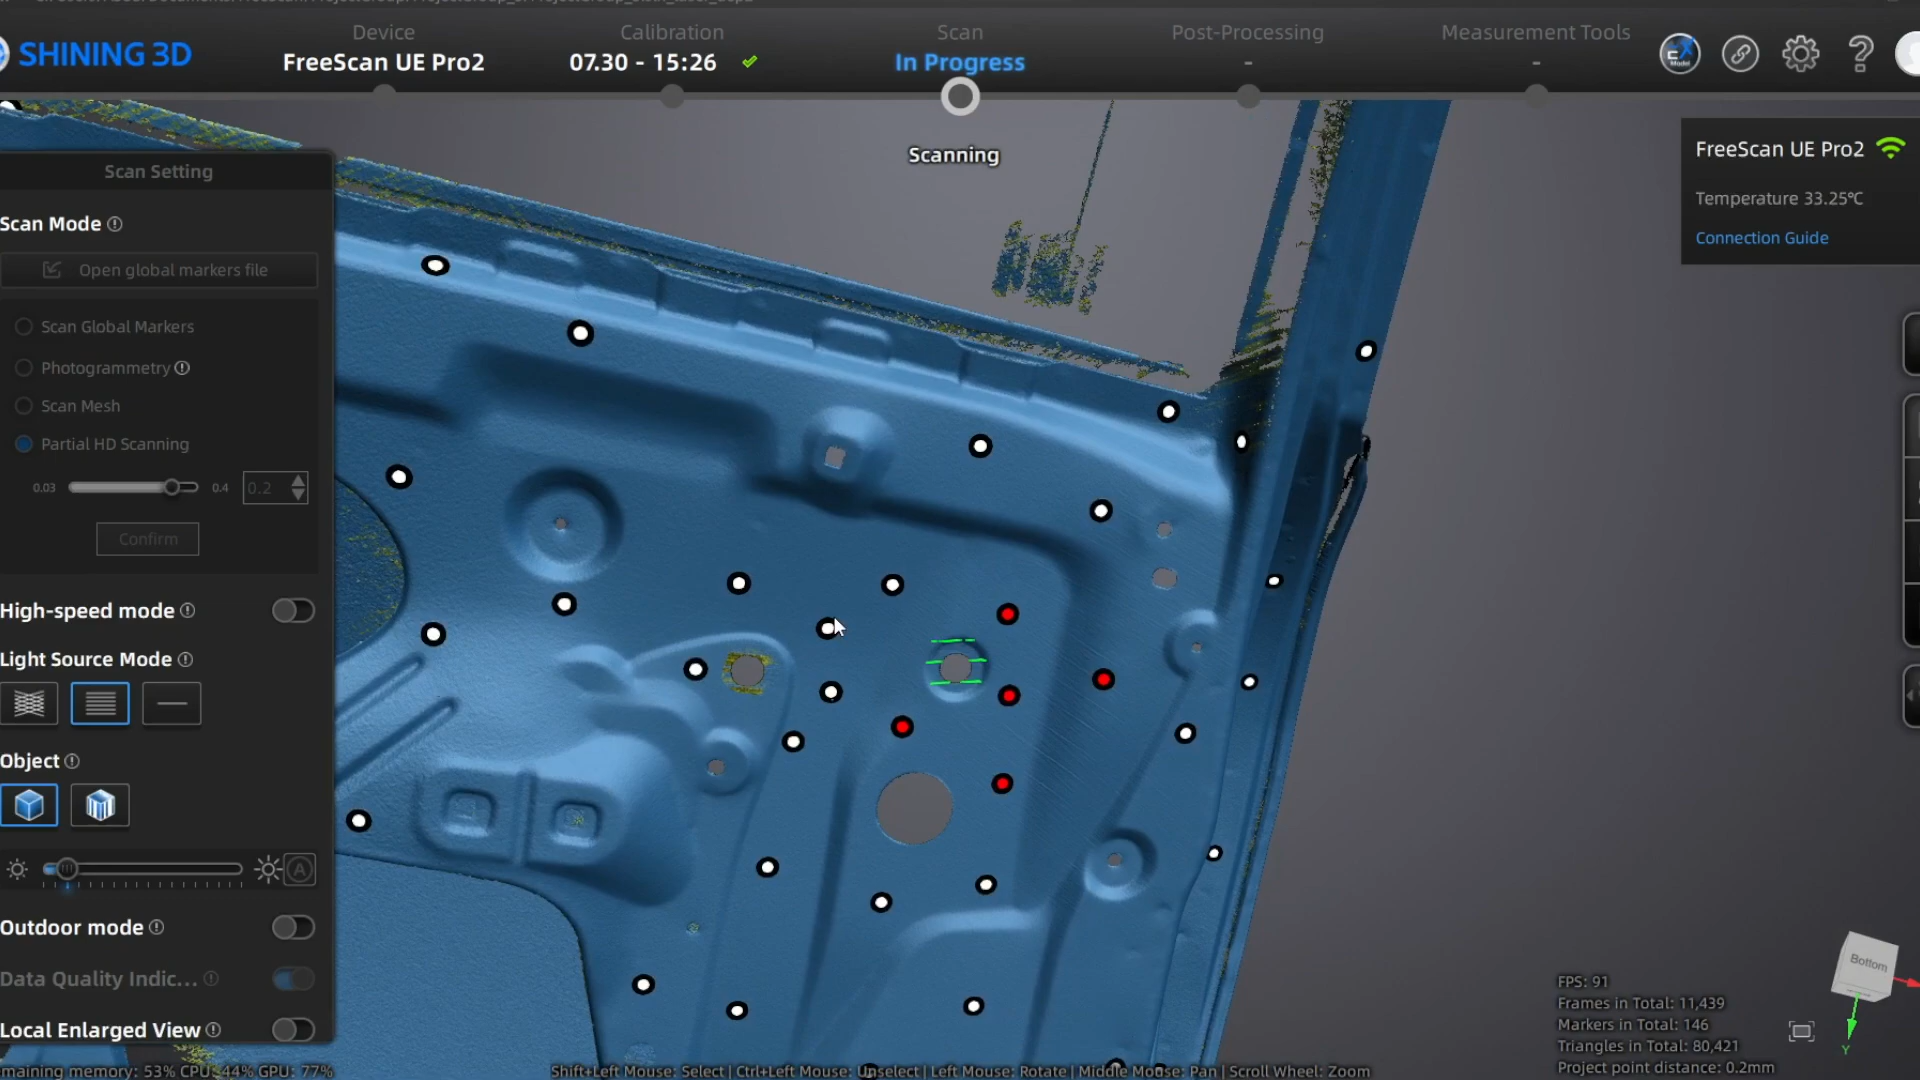 SHINING 3D
Device
FreeScan UE Pro2
Calibration
07.30 - 15:26
Scan
In Progress
Post-Processing
-
Measurement Tools
-
Scanning
FreeScan UE Pro2
Temperature 33.25℃
Connection Guide
Scan Setting
Scan Mode
Open global markers file
Scan Global Markers
Photogrammetry
Scan Mesh
Partial HD Scanning
0.03
0.4
0.2
Confirm
High-speed mode
Light Source Mode
Object
A
Outdoor mode
Data Quality Indic...
Local Enlarged View
maining memory: 53% CPU: 44% GPU: 77%
Shift+Left Mouse: Select | Ctrl+Left Mouse: Unselect | Left Mouse: Rotate | Middle Mouse: Pan | Scroll Wheel: Zoom
FPS: 91
Frames in Total: 11,439
Markers in Total: 146
Triangles in Total: 80,421
Project point distance: 0.2mm
Bottom
Y